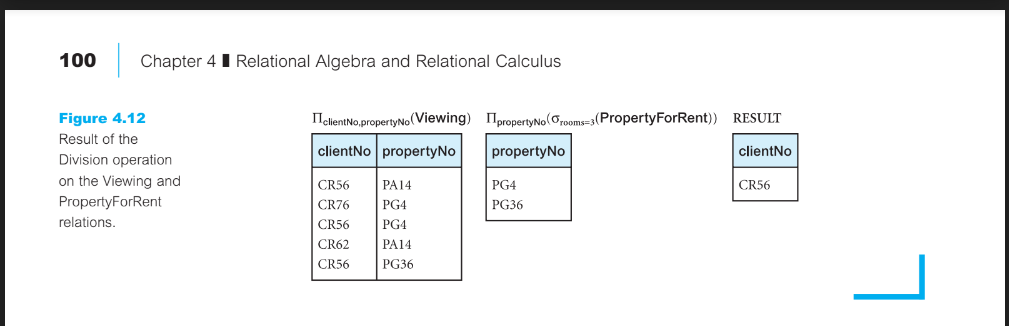 100 Chapter 4 ▌ Relational Algebra and Relational Calculus
Figure 4.12
Result of the
Division operation
on the Viewing and
PropertyForRent
relations.
ΠclientNo,propertyNo(Viewing) ΠpropertyNo(σrooms=3(PropertyForRent)) RESULT
clientNo propertyNo propertyNo clientNo
CR56 PA14 PG4 CR56
CR76 PG4 PG36
CR56 PG4
CR62 PA14
CR56 PG36